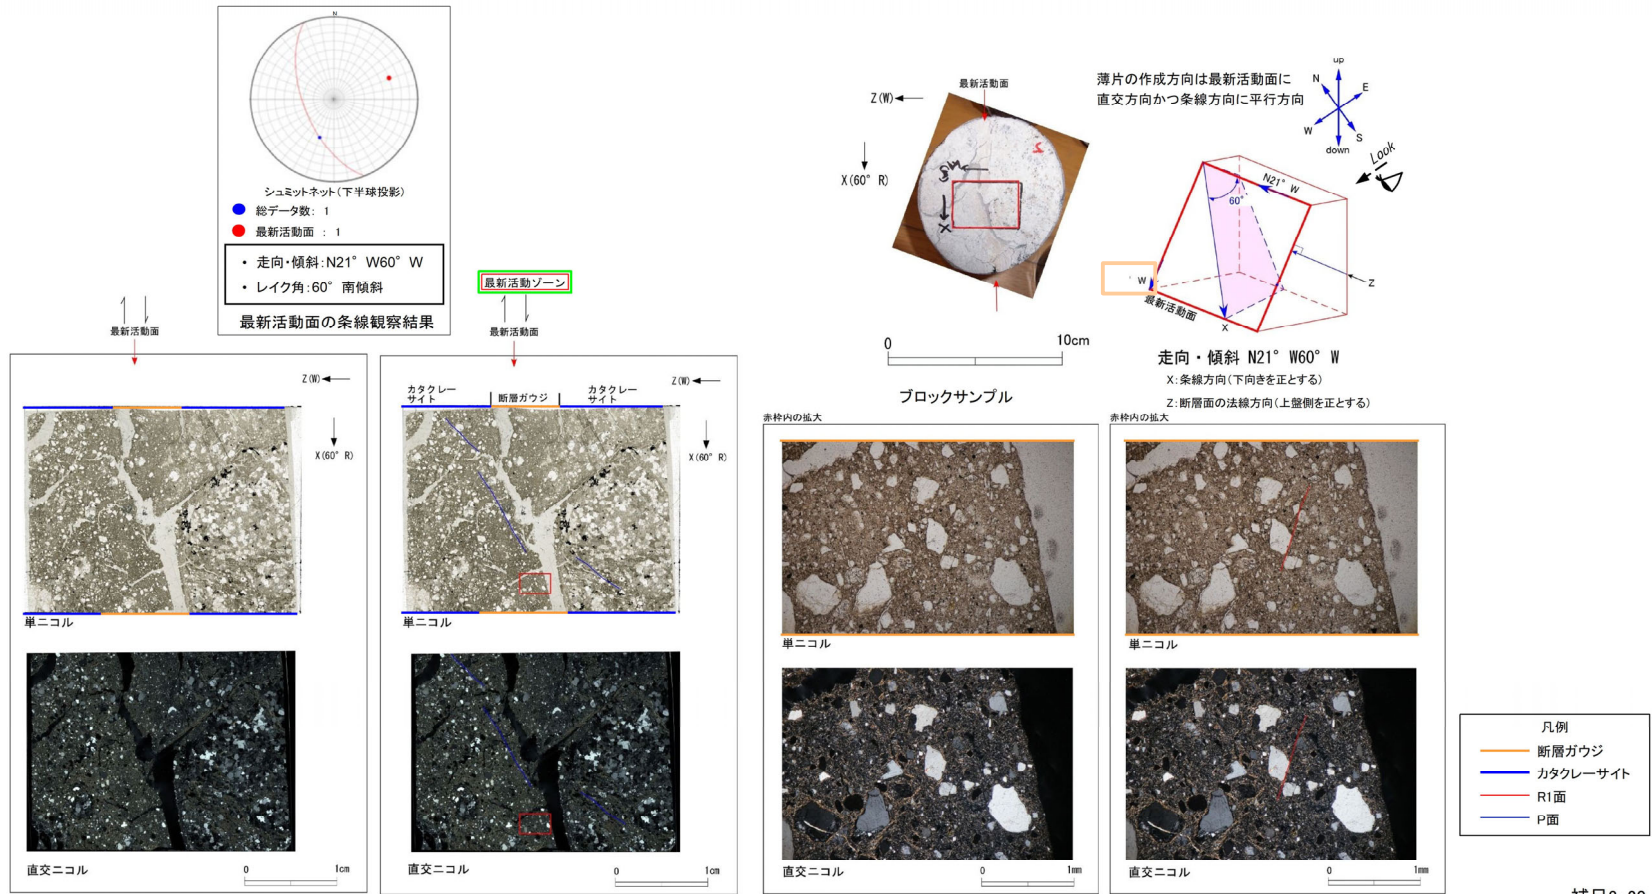 N
シュミットネット(下半球投影)
総データ数: 1
最新活動面 : 1
・ 走向・傾斜:N21° W60° W
・ レイク角:60° 南傾斜
最新活動面の条線観察結果
最新活動面
最新活動ゾーン
最新活動面
Z(W)
X(60° R)
単ニコル
直交ニコル
0 1cm
カタクレーサイト
断層ガウジ
カタクレーサイト
Z(W)
X(60° R)
単ニコル
直交ニコル
0 1cm
最新活動面
Z(W)
X(60° R)
X
0 10cm
ブロックサンプル
薄片の作成方向は最新活動面に
直交方向かつ条線方向に平行方向
up
N
E
W
S
down
Look
N21° W
60°
W
Z
最新活動面
X
走向・傾斜 N21° W60° W
X:条線方向(下向きを正とする)
Z:断層面の法線方向(上盤側を正とする)
赤枠内の拡大
単ニコル
直交ニコル
0 1mm
赤枠内の拡大
単ニコル
直交ニコル
0 1mm
凡例
断層ガウジ
カタクレーサイト
R1面
P面